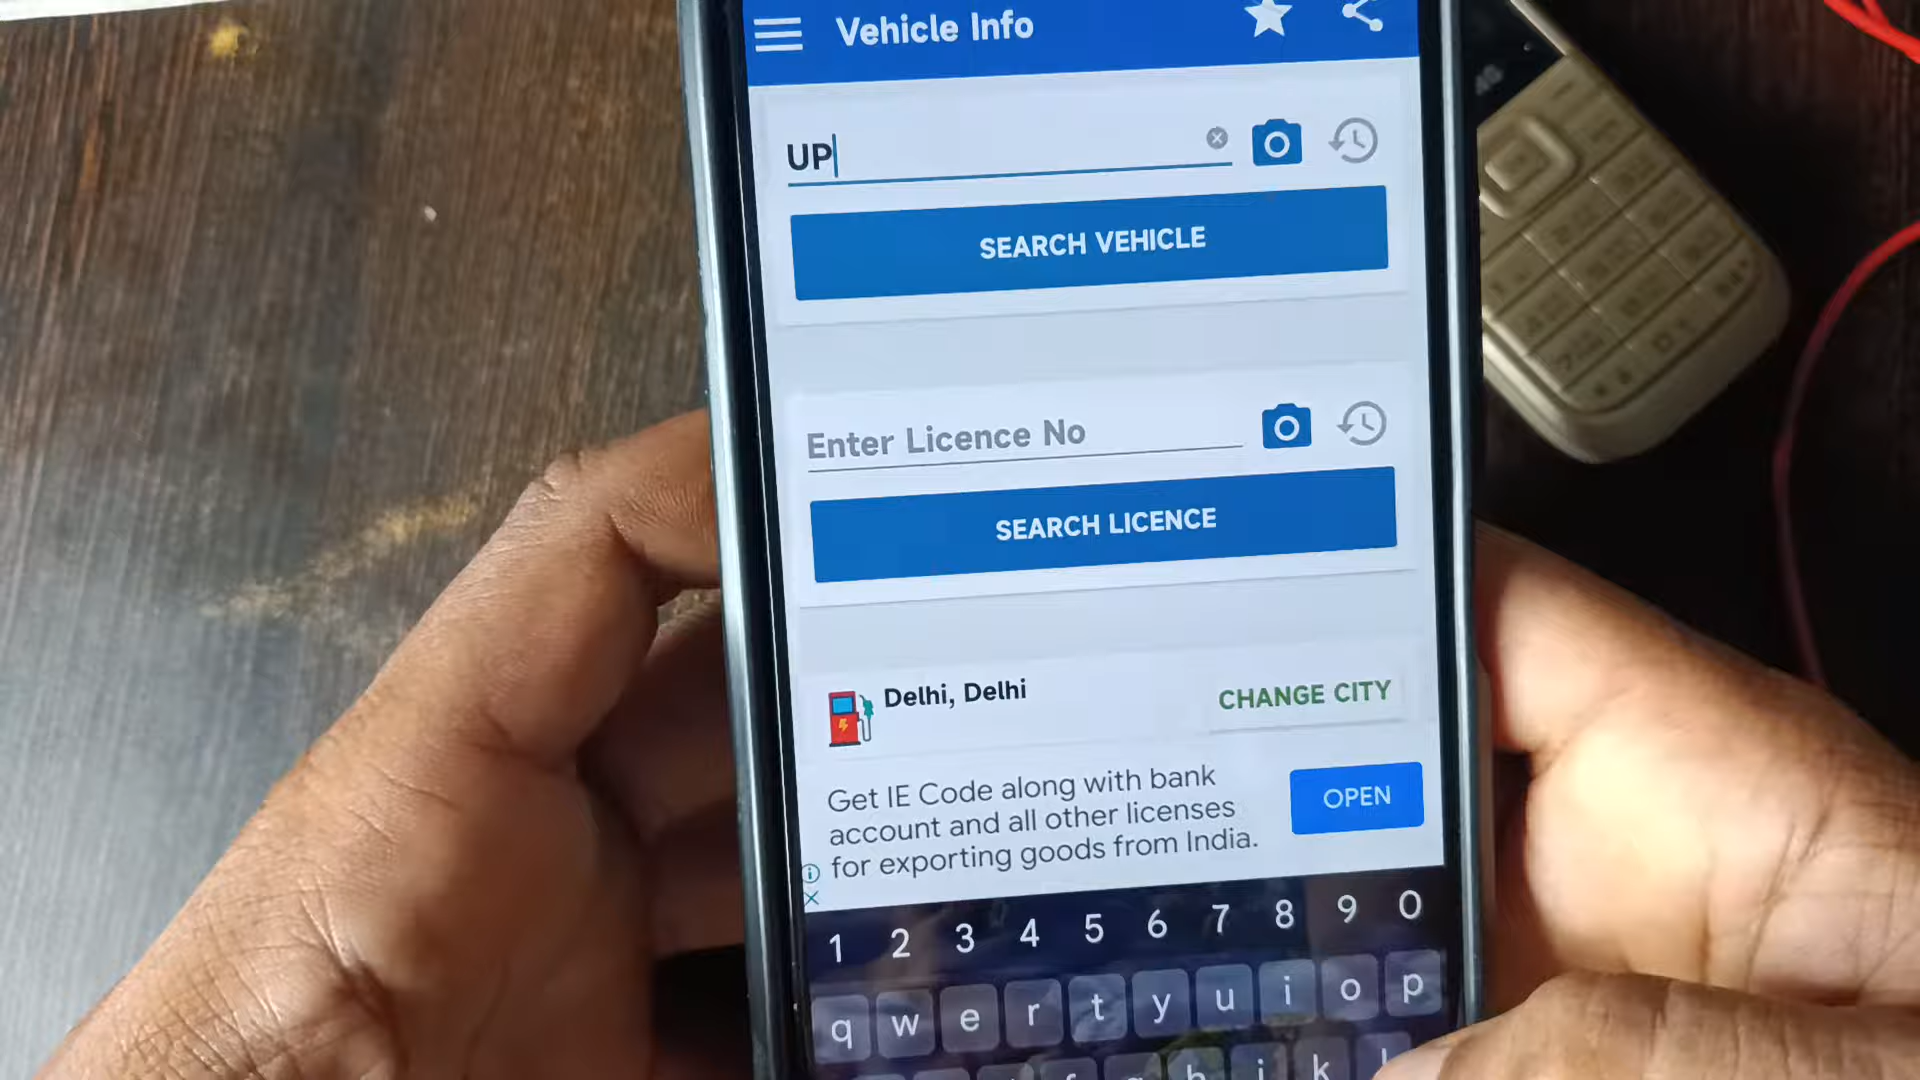 Vehicle Info
UP
SEARCH VEHICLE
Enter Licence No
SEARCH LICENCE
Delhi, Delhi
CHANGE CITY
Get IE Code along with bank
account and all other licenses
for exporting goods from India.
OPEN
1 2 3 4 5 6 7 8 9 0
q w e r t y u i o p
h j k l